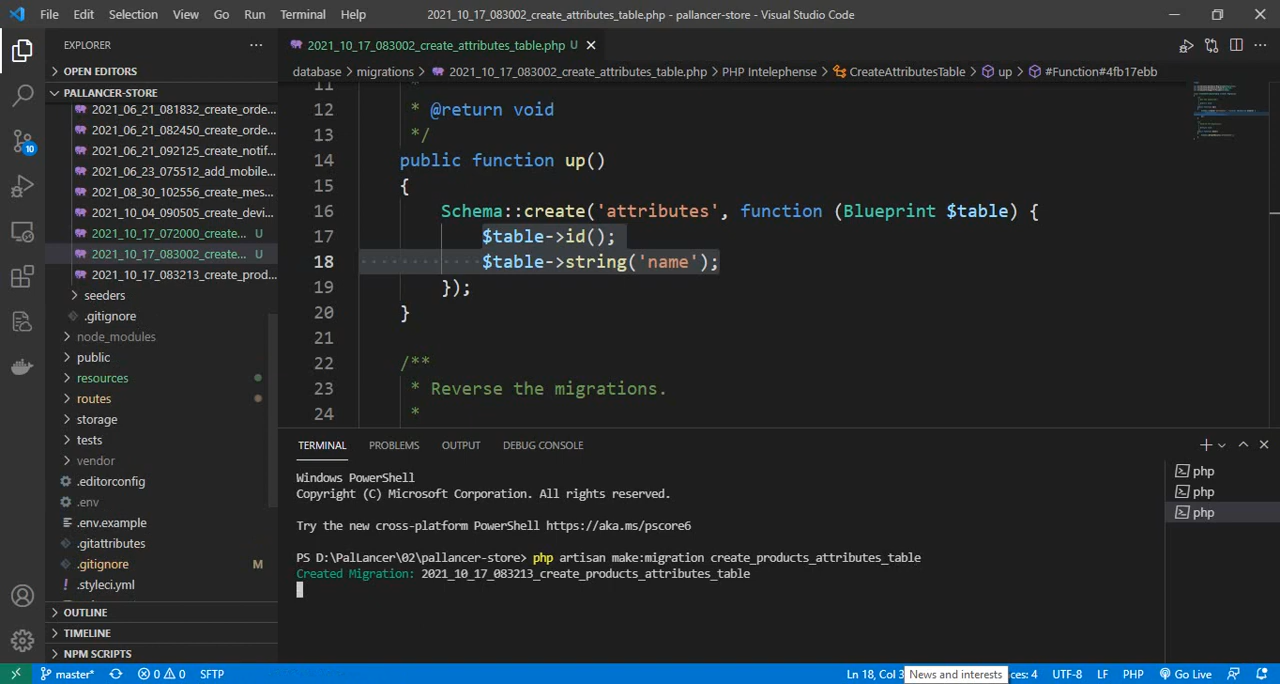 File Edit Selection View Go Run Terminal Help 2021_10_17_083002_create_attributes_table.php - pallancer-store - Visual Studio Code
EXPLORER
OPEN EDITORS
PALLANCER-STORE
2021_06_21_081832_create_orde...
2021_06_21_082450_create_orde...
2021_06_21_092125_create_notif...
2021_06_23_075512_add_mobile...
2021_08_30_102556_create_mes...
2021_10_04_090505_create_devi...
2021_10_17_072000_create... U
2021_10_17_083002_create... U
2021_10_17_083213_create_prod...
seeders
.gitignore
node_modules
public
resources
routes
storage
tests
vendor
.editorconfig
.env
.env.example
.gitattributes
.gitignore M
.styleci.yml
OUTLINE
TIMELINE
NPM SCRIPTS
10
2021_10_17_083002_create_attributes_table.php U
database > migrations > 2021_10_17_083002_create_attributes_table.php > PHP Intelephense > CreateAttributesTable > up > #Function#4fb17ebb
11 *
12 * @return void
13 */
14 public function up()
15 {
16 Schema::create('attributes', function (Blueprint $table) {
17 $table->id();
18 $table->string('name');
19 });
20 }
21
22 /**
23 * Reverse the migrations.
24 *
TERMINAL PROBLEMS OUTPUT DEBUG CONSOLE
Windows PowerShell
Copyright (C) Microsoft Corporation. All rights reserved.
Try the new cross-platform PowerShell https://aka.ms/pscore6
PS D:\PalLancer\02\pallancer-store> php artisan make:migration create_products_attributes_table
Created Migration: 2021_10_17_083213_create_products_attributes_table
php
php
php
master* 0 0 SFTP Ln 18, Col 3 News and interests ces: 4 UTF-8 LF PHP Go Live